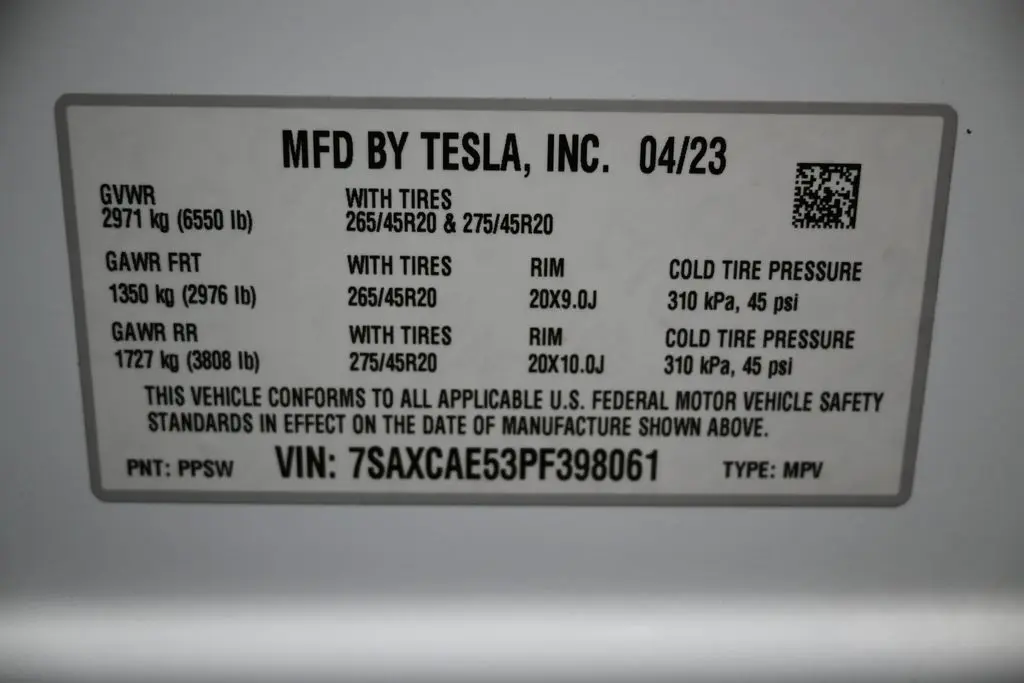 MFD BY TESLA, INC. 04/23
GVWR WITH TIRES
2971 kg (6550 lb) 265/45R20 & 275/45R20
GAWR FRT WITH TIRES RIM COLD TIRE PRESSURE
1350 kg (2976 lb) 265/45R20 20X9.0J 310 kPa, 45 psi
GAWR RR WITH TIRES RIM COLD TIRE PRESSURE
1727 kg (3808 lb) 275/45R20 20X10.0J 310 kPa, 45 psi
THIS VEHICLE CONFORMS TO ALL APPLICABLE U.S. FEDERAL MOTOR VEHICLE SAFETY
STANDARDS IN EFFECT ON THE DATE OF MANUFACTURE SHOWN ABOVE.
PNT: PPSW VIN: 7SAXCAE53PF398061 TYPE: MPV